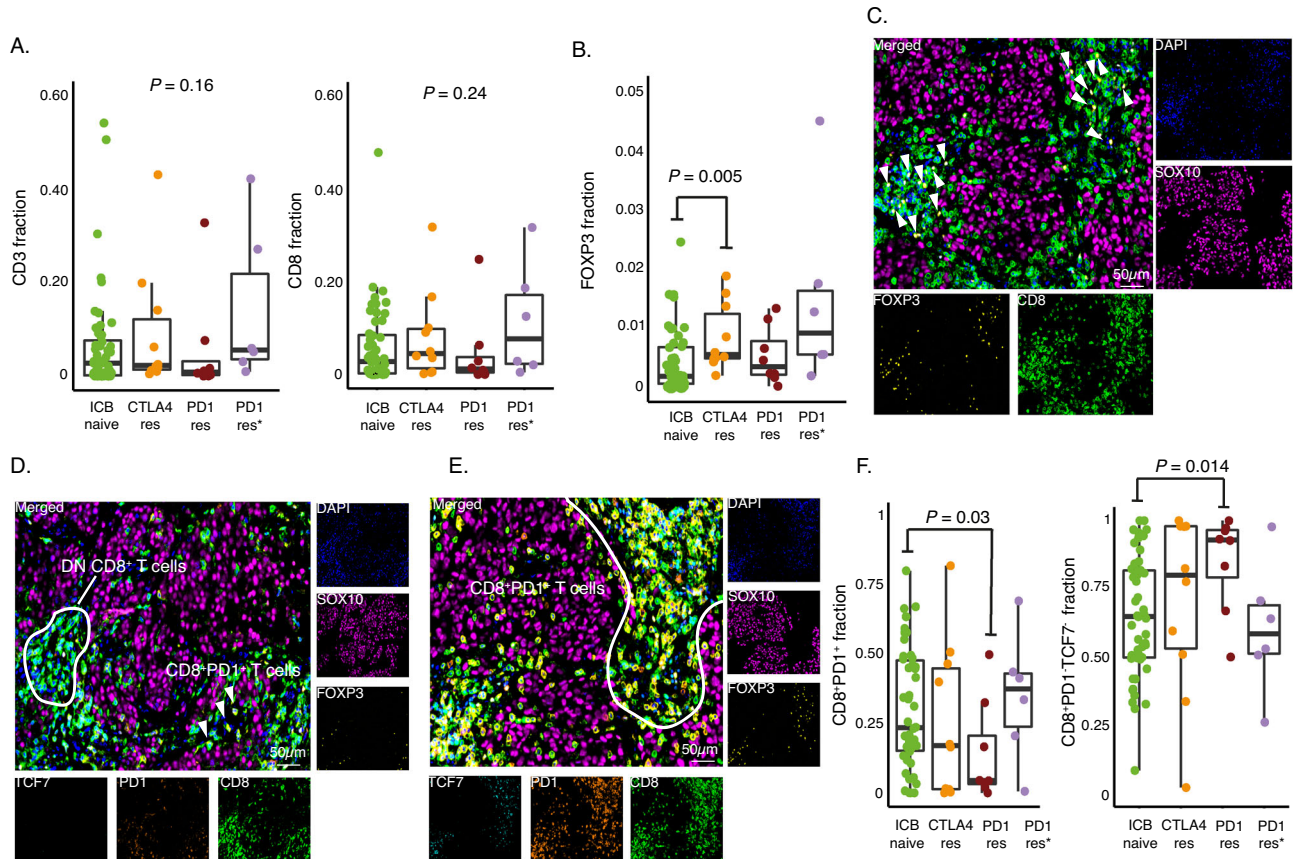 A.
P = 0.16
CD3 fraction
0.60
0.40
0.20
0
ICB naive
CTLA4 res
PD1 res
PD1 res*
P = 0.24
CD8 fraction
0.60
0.40
0.20
0
ICB naive
CTLA4 res
PD1 res
PD1 res*
B.
P = 0.005
FOXP3 fraction
0.05
0.04
0.03
0.02
0.01
0
ICB naive
CTLA4 res
PD1 res
PD1 res*
C.
Merged
50µm
DAPI
SOX10
FOXP3
CD8
D.
Merged
DN CD8+ T cells
CD8+PD1+ T cells
50µm
DAPI
SOX10
FOXP3
TCF7
PD1
CD8
E.
Merged
CD8+PD1+ T cells
50µm
DAPI
SOX10
FOXP3
TCF7
PD1
CD8
F.
P = 0.03
CD8+PD1+ fraction
1
0.75
0.50
0.25
0
ICB naive
CTLA4 res
PD1 res
PD1 res*
P = 0.014
CD8+PD1-TCF7- fraction
1
0.75
0.50
0.25
0
ICB naive
CTLA4 res
PD1 res
PD1 res*